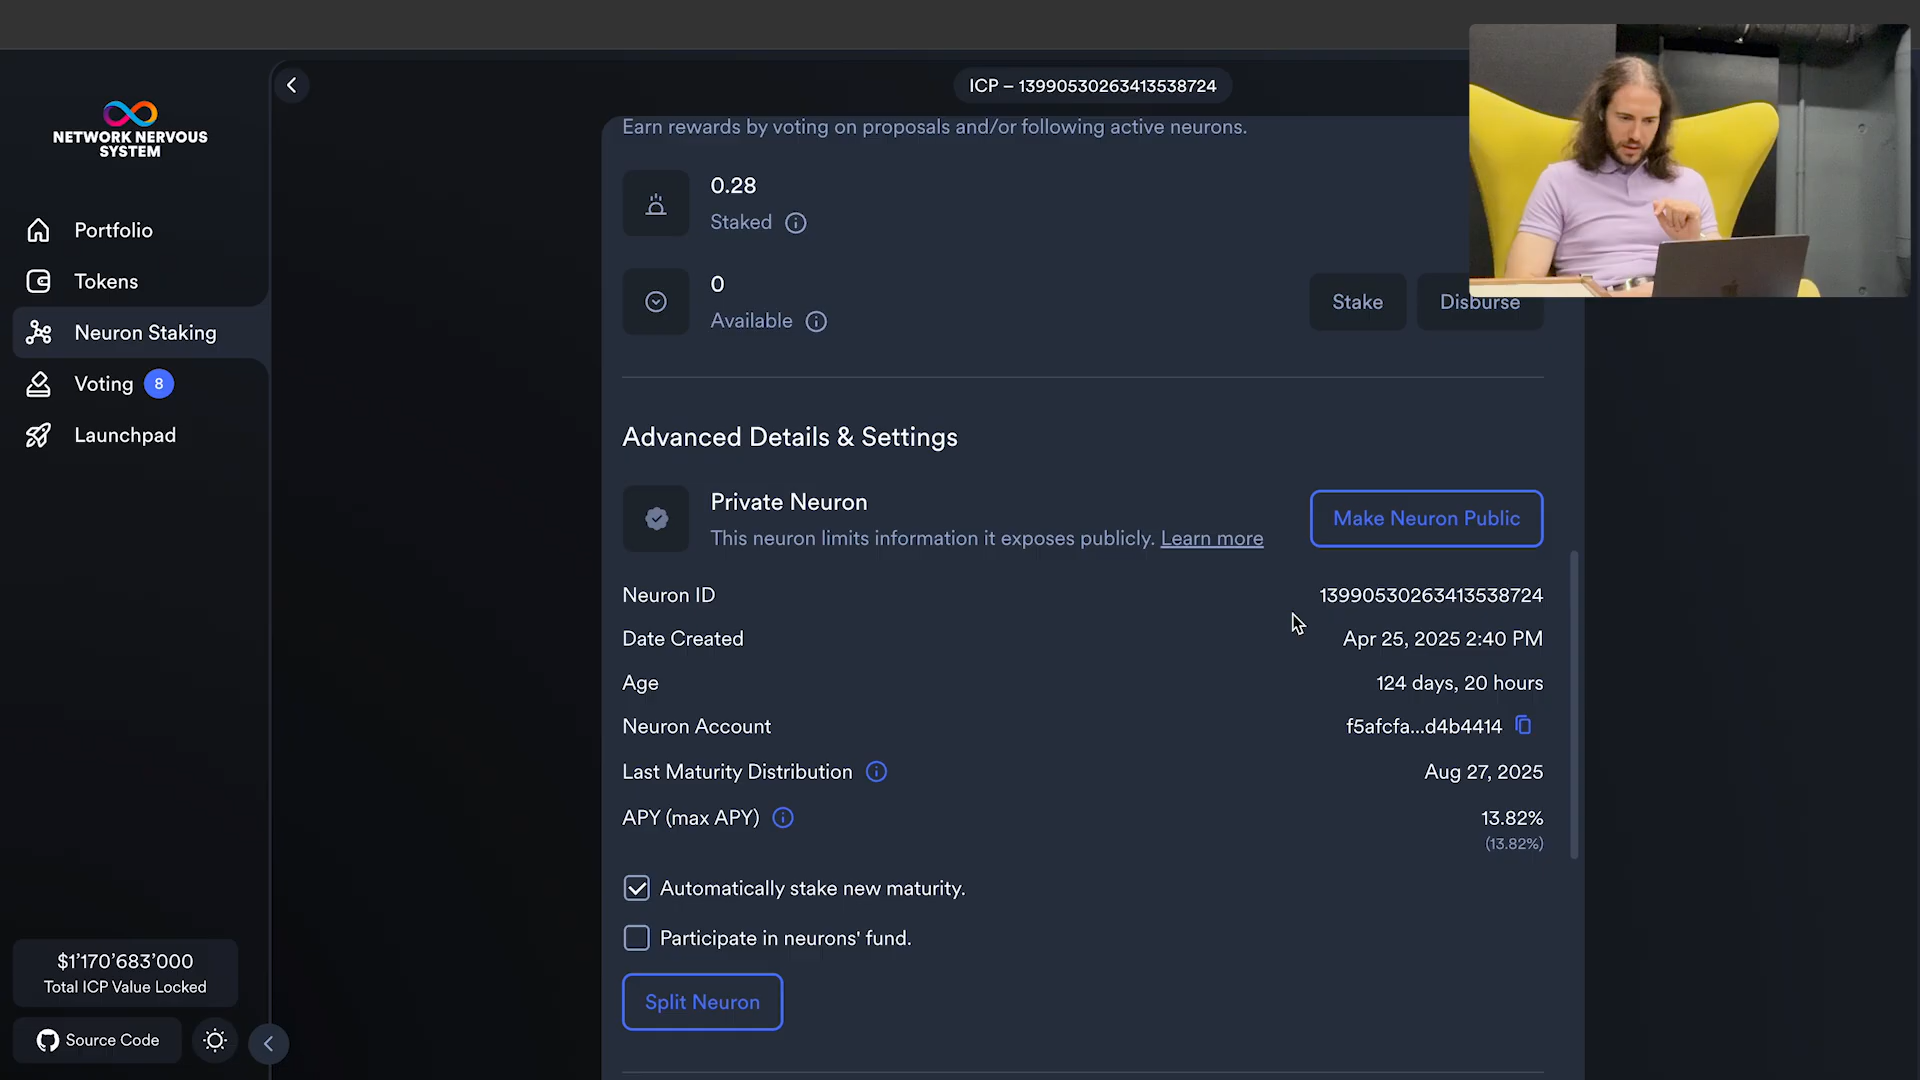 ICP – 13990530263413538724
NETWORK NERVOUS
SYSTEM
Portfolio
Tokens
Neuron Staking
Voting 8
Launchpad
$1’170’683’000
Total ICP Value Locked
Source Code
Earn rewards by voting on proposals and/or following active neurons.
0.28
Staked
0
Available
Stake
Disburse
Advanced Details & Settings
Private Neuron
This neuron limits information it exposes publicly. Learn more
Make Neuron Public
Neuron ID 13990530263413538724
Date Created Apr 25, 2025 2:40 PM
Age 124 days, 20 hours
Neuron Account f5afcfa...d4b4414
Last Maturity Distribution Aug 27, 2025
APY (max APY) 13.82%
(13.82%)
Automatically stake new maturity.
Participate in neurons' fund.
Split Neuron